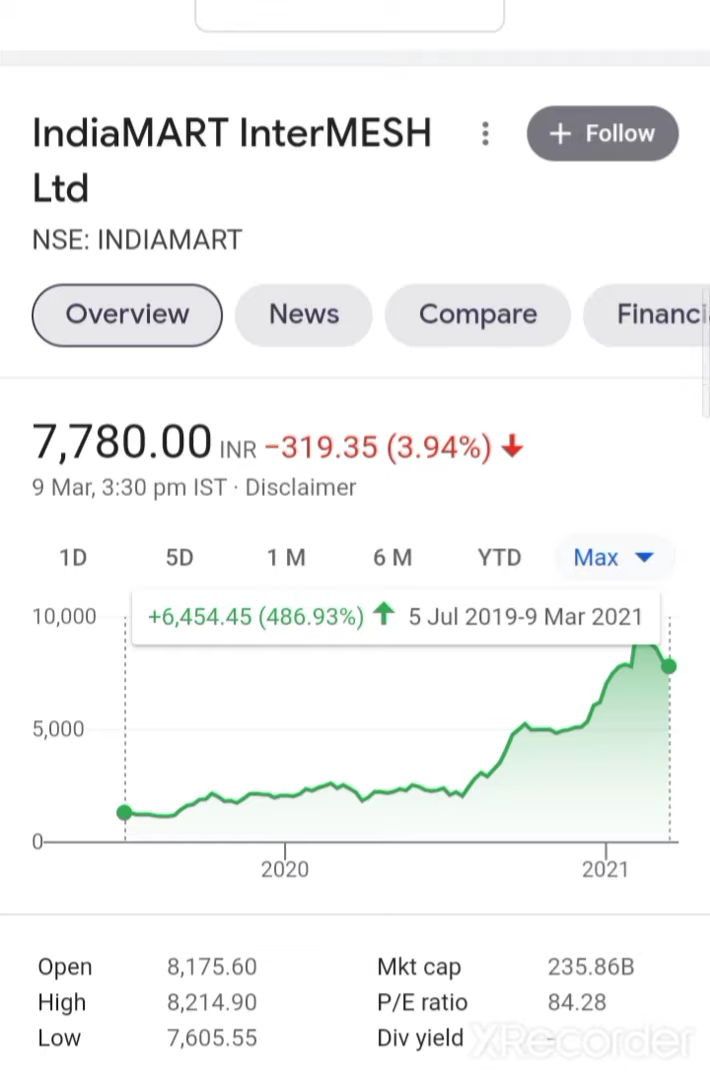 IndiaMART InterMESH
Ltd
+ Follow
NSE: INDIAMART
Overview News Compare Financi
7,780.00 INR −319.35 (3.94%) ↓
9 Mar, 3:30 pm IST · Disclaimer
1D 5D 1 M 6 M YTD Max
10,000
+6,454.45 (486.93%) ↑ 5 Jul 2019-9 Mar 2021
5,000
0
2020 2021
Open 8,175.60 Mkt cap 235.86B
High 8,214.90 P/E ratio 84.28
Low 7,605.55 Div yield -
XRecorder